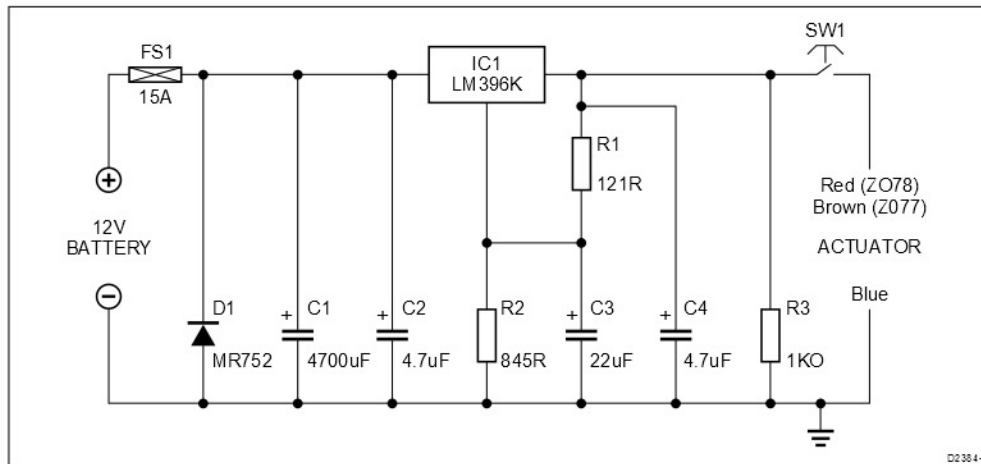 SW1
FS1
15A
IC1
LM396K
R1
121R
Red (ZO78)
Brown (Z077)
12V
BATTERY
ACTUATOR
Blue
D1
MR752
+ C1
4700uF
+ C2
4.7uF
R2
845R
+ C3
22uF
+ C4
4.7uF
R3
1KO
D2384-